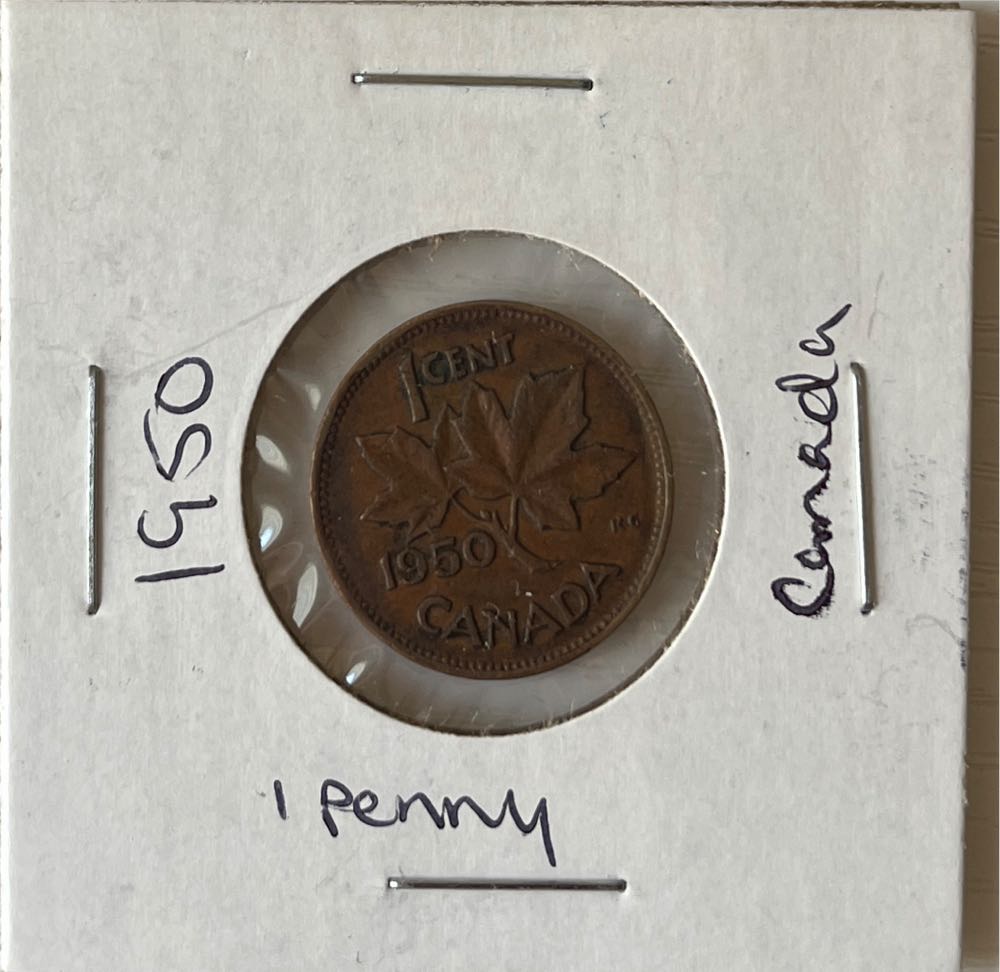 1 CENT
KG
1950
CANADA
1950
Canada
1 Penny